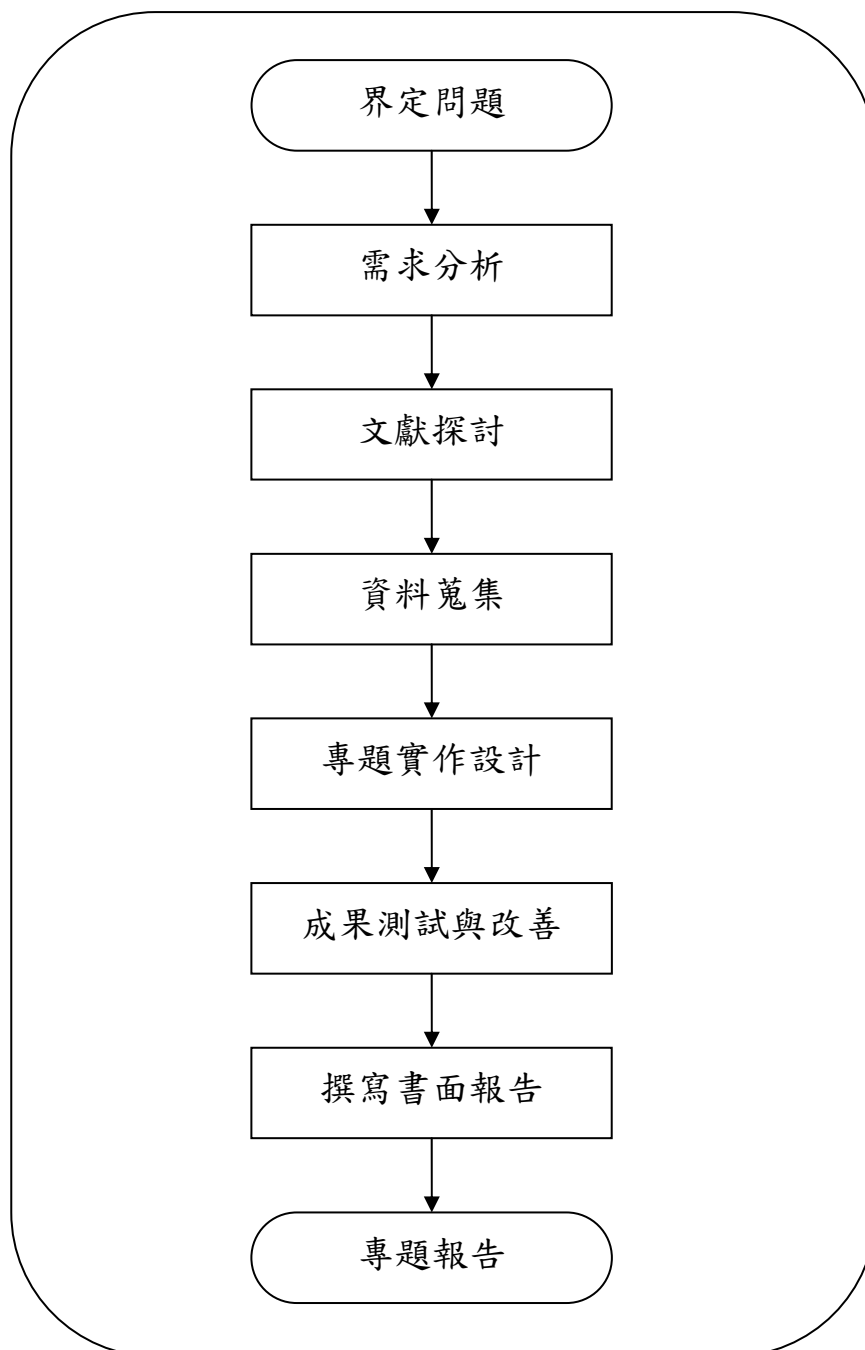 界定問題
需求分析
文獻探討
資料蒐集
專題實作設計
成果測試與改善
撰寫書面報告
專題報告